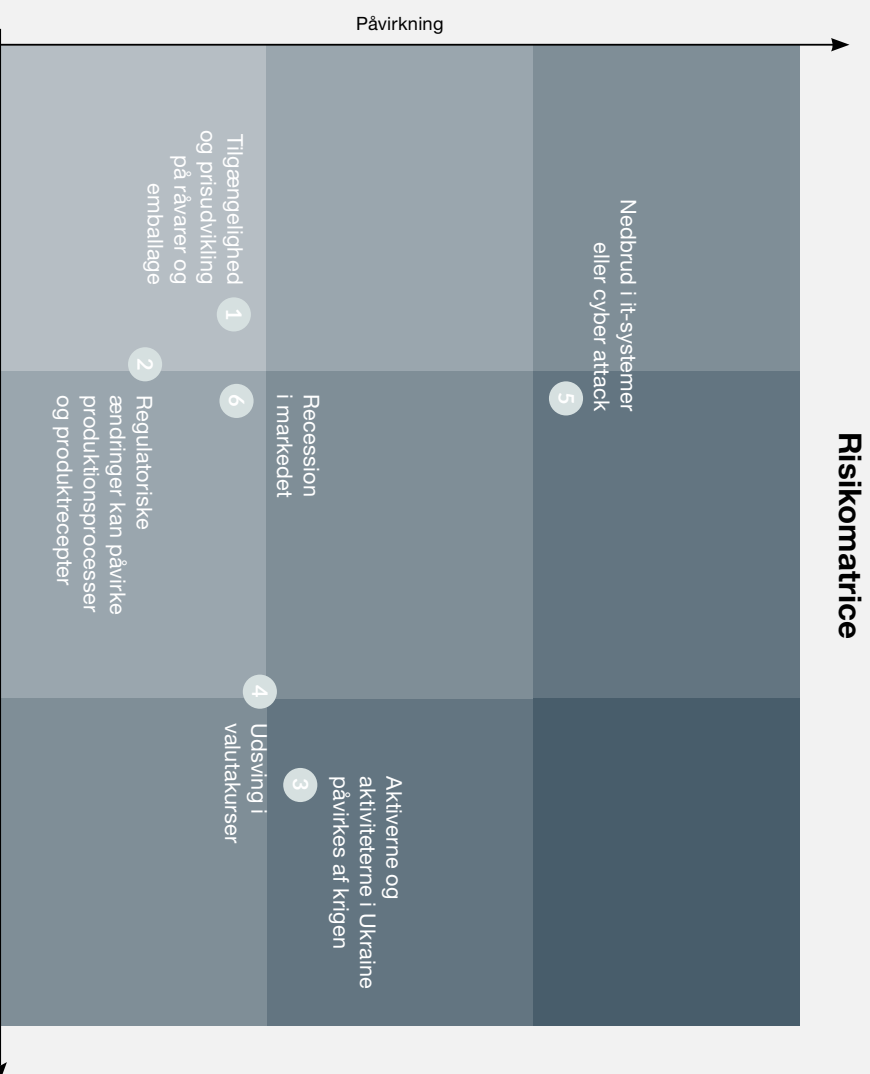 Risikomatrice
Påvirkning
Nedbrud i it-systemer
eller cyber attack
5
Tilgængelighed
og prisudvikling
på råvarer og
emballage
1
Recession
i markedet
6
2
Regulatoriske
ændringer kan påvirke
produktionsprocesser
og produktrecepter
Aktiverne og
aktiviteterne i Ukraine
påvirkes af krigen
3
4
Udsving i
valutakurser